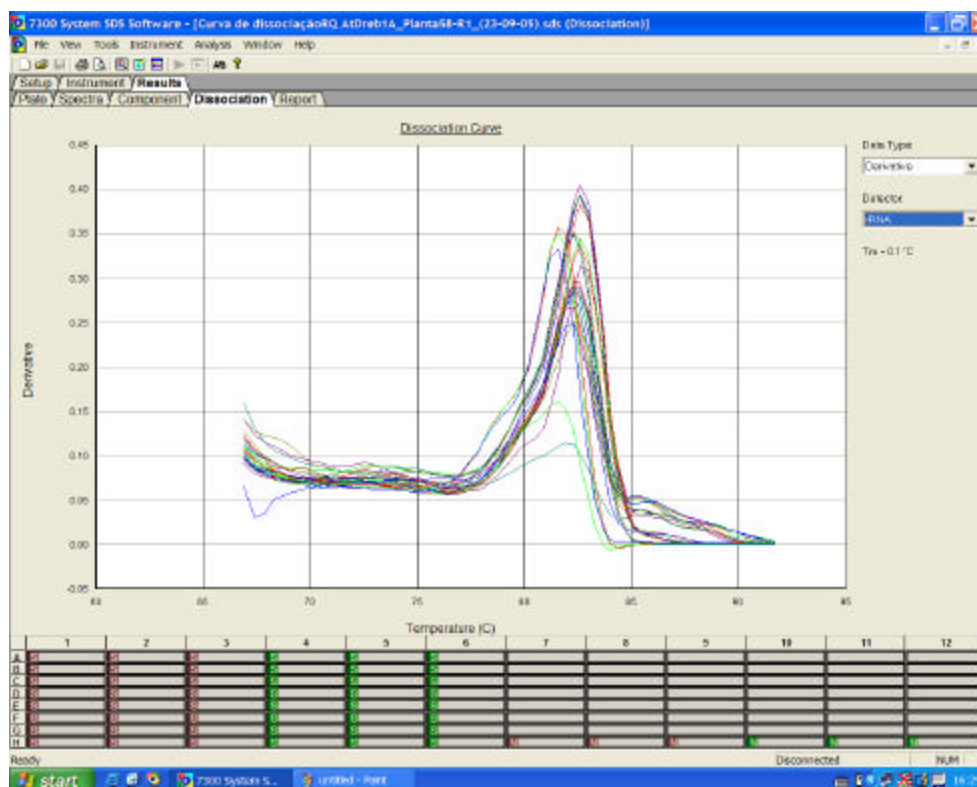 7300 System SDS Software - [Curva de dissociaçãoRQ AtDreb1A_Planta58-R1_(23-09-05).sds (Dissociation)]
File View Tools Instrument Analysis Window Help
Setup Instrument Results
Plate Spectra Component Dissociation Report
Dissociation Curve
Data Type
Derivative
Detector
Derivative
0.45
0.40
0.35
0.30
0.25
0.20
0.15
0.10
0.05
0.00
-0.05
60 65 70 75 80 85 90 95
Temperature (C)
1 2 3 4 5 6 7 8 9 10 11 12
A
B
C
D
E
F
G
H
Ready Disconnected NUM
start 7300 System S... untitled - Paint